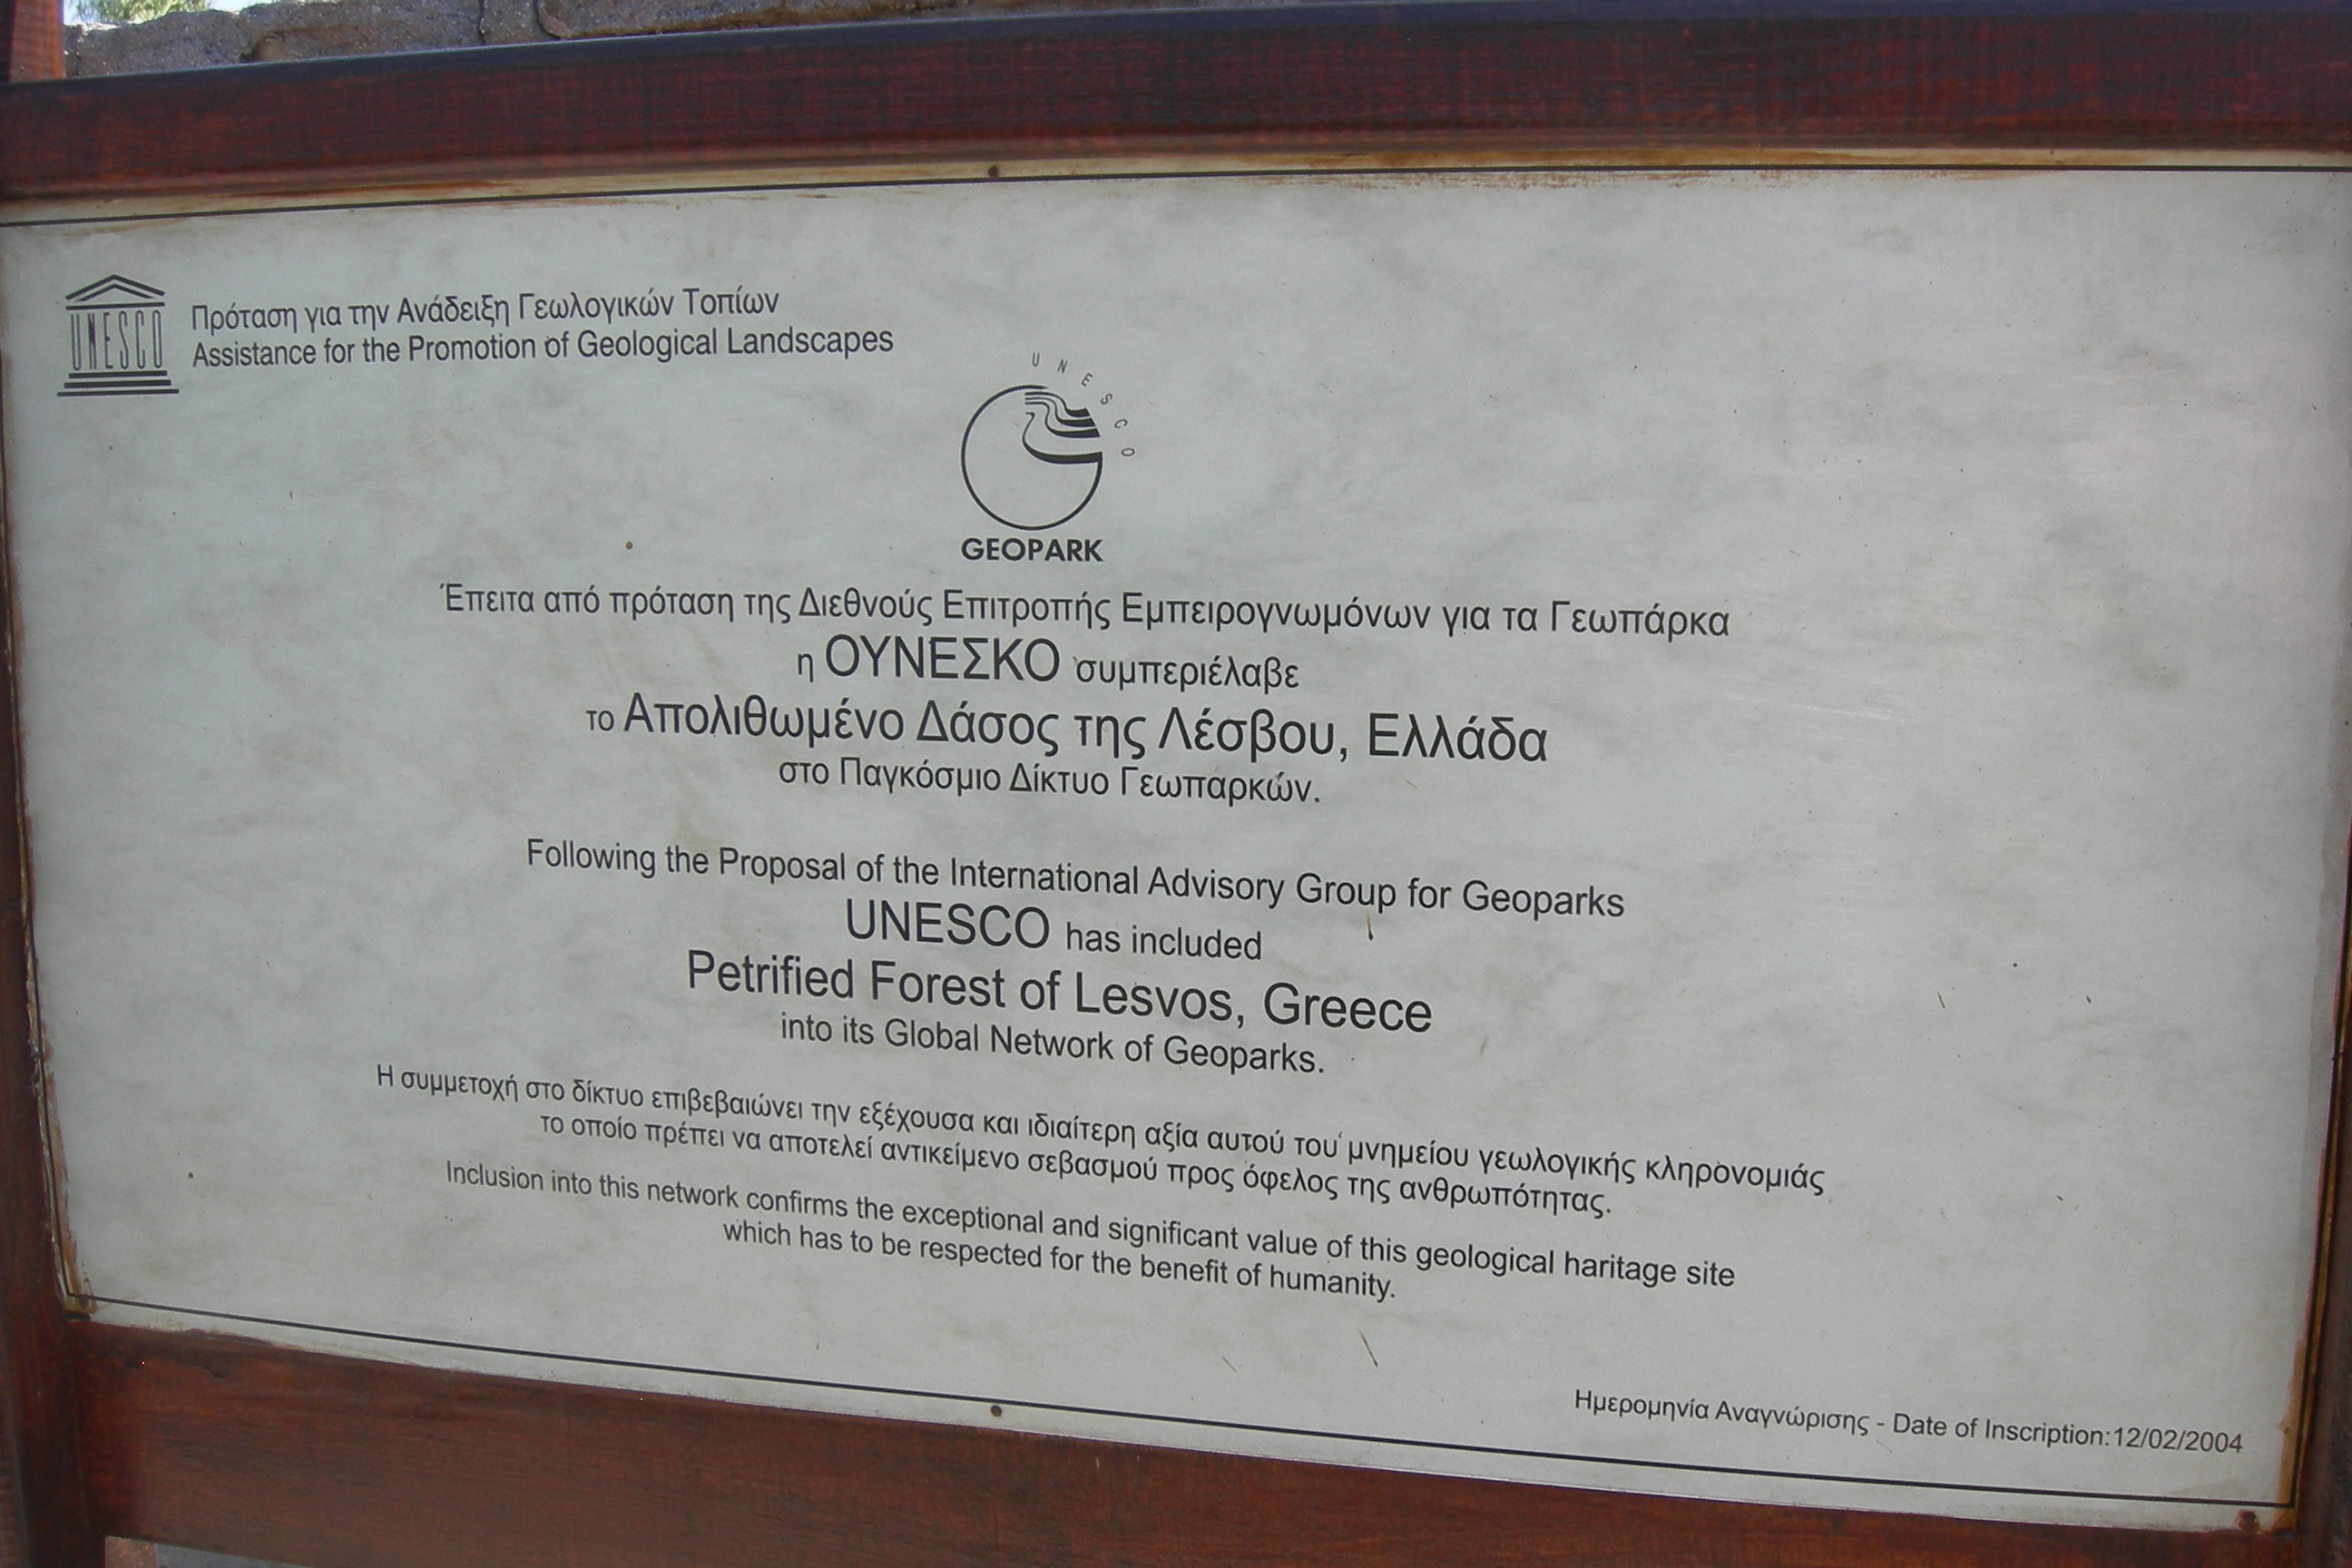 Πρόταση για την Ανάδειξη Γεωλογικών Τοπίων
UNESCO
Assistance for the Promotion of Geological Landscapes
UNESCO
GEOPARK
Έπειτα από πρόταση της Διεθνούς Επιτροπής Εμπειρογνωμόνων για τα Γεωπάρκα
η ΟΥΝΕΣΚΟ συμπεριέλαβε
το Απολιθωμένο Δάσος της Λέσβου, Ελλάδα
στο Παγκόσμιο Δίκτυο Γεωπαρκών.
Following the Proposal of the International Advisory Group for Geoparks
UNESCO has included
Petrified Forest of Lesvos, Greece
into its Global Network of Geoparks.
Η συμμετοχή στο δίκτυο επιβεβαιώνει την εξέχουσα και ιδιαίτερη αξία αυτού του μνημείου γεωλογικής κληρονομιάς
το οποίο πρέπει να αποτελεί αντικείμενο σεβασμού προς όφελος της ανθρωπότητας.
Inclusion into this network confirms the exceptional and significant value of this geological haritage site
which has to be respected for the benefit of humanity.
Ημερομηνία Αναγνώρισης - Date of Inscription:12/02/2004